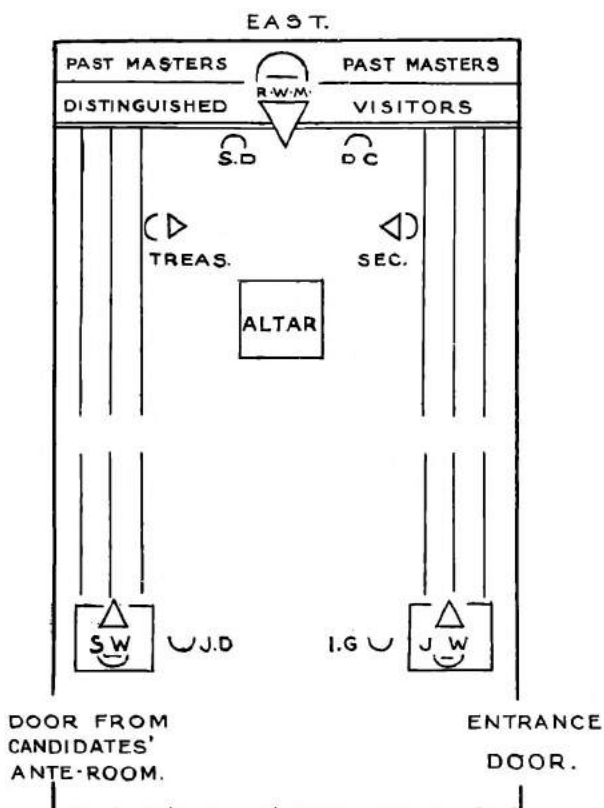 EAST.
PAST MASTERS
PAST MASTERS
R.W.M.
DISTINGUISHED
VISITORS
S.D
D C
TREAS.
SEC.
ALTAR
S W
J.D
I.G
J W
DOOR FROM
CANDIDATES'
ANTE-ROOM.
ENTRANCE
DOOR.